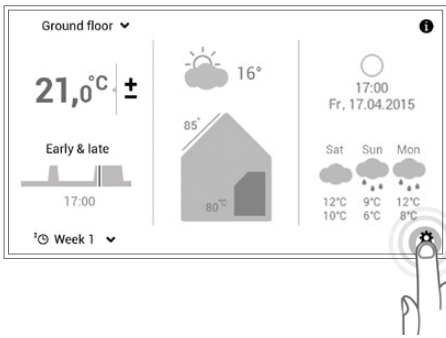 Ground floor
16°
21,0°C
±
17:00
Fr, 17.04.2015
85°
Early & late
Sat Sun Mon
17:00
80°C
12°C 9°C 12°C
10°C 6°C 8°C
Week 1